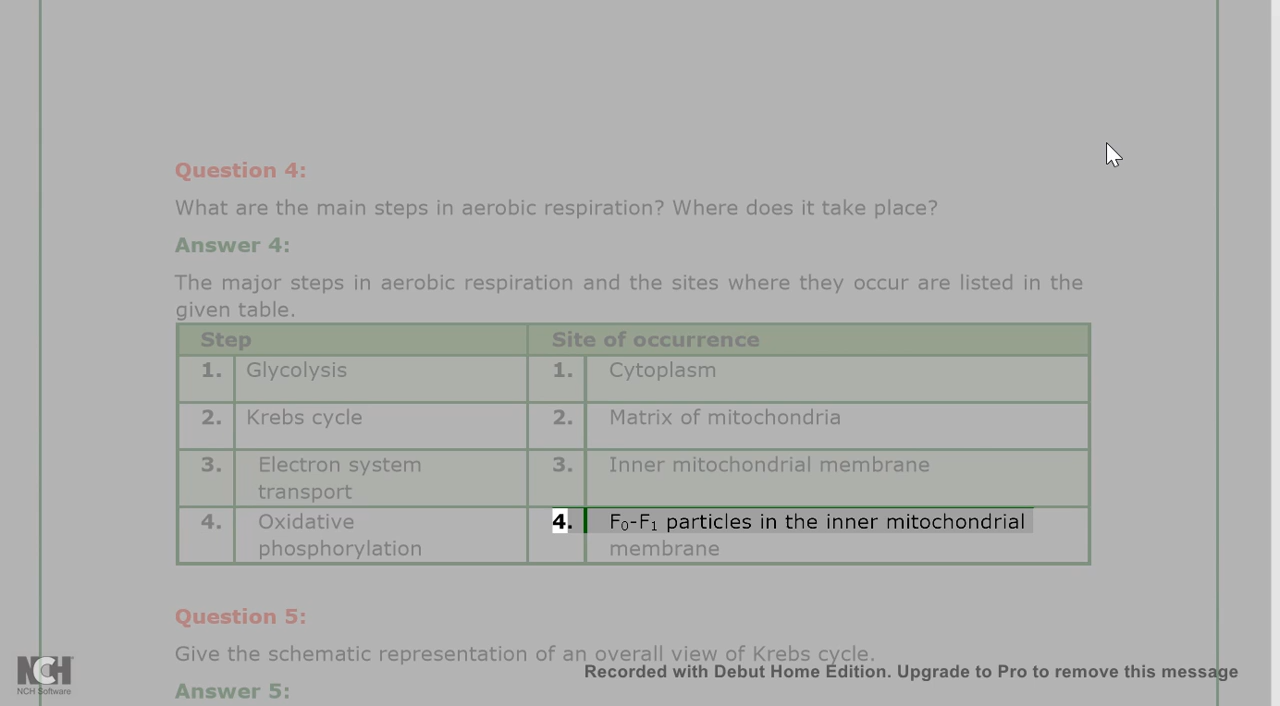 Question 4:
What are the main steps in aerobic respiration? Where does it take place?
Answer 4:
The major steps in aerobic respiration and the sites where they occur are listed in the
given table.
Step Site of occurrence
1. Glycolysis 1. Cytoplasm
2. Krebs cycle 2. Matrix of mitochondria
3. Electron system 3. Inner mitochondrial membrane
transport
4. Oxidative 4. F₀-F₁ particles in the inner mitochondrial
phosphorylation membrane
Question 5:
Give the schematic representation of an overall view of Krebs cycle.
Recorded with Debut Home Edition. Upgrade to Pro to remove this message
Answer 5:
NCH
NCH Software